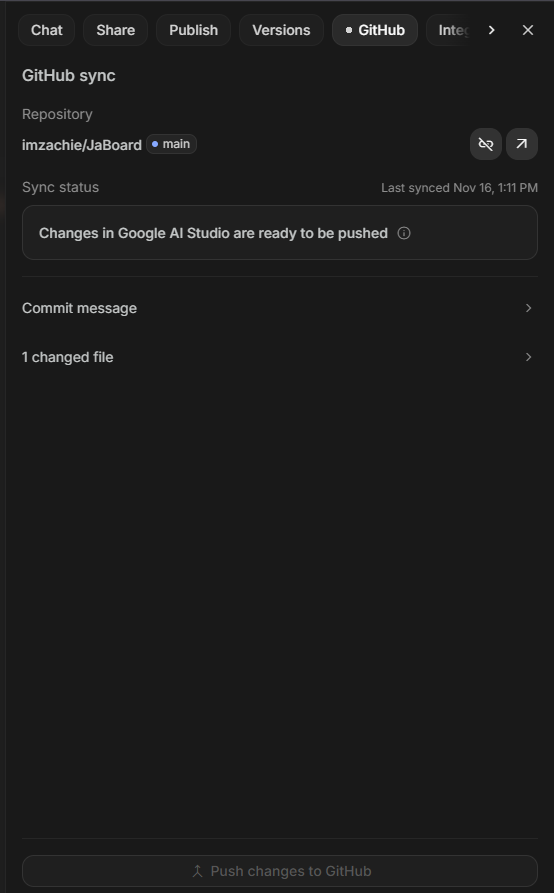 Chat Share Publish Versions GitHub
GitHub sync
Repository
imzachie/JaBoard main
Sync status Last synced Nov 16, 1:11 PM
Changes in Google AI Studio are ready to be pushed
Commit message
1 changed file
Push changes to GitHub